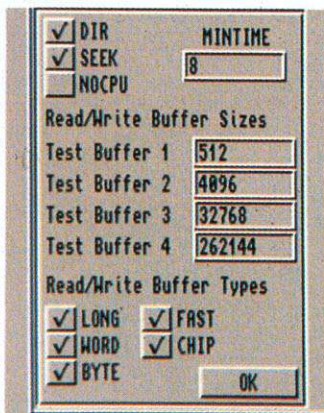 DIR
MINTIME
SEEK
8
NOCPU
Read/Write Buffer Sizes
Test Buffer 1 512
Test Buffer 2 4096
Test Buffer 3 32768
Test Buffer 4 262144
Read/Write Buffer Types
LONG FAST
WORD CHIP
BYTE
OK